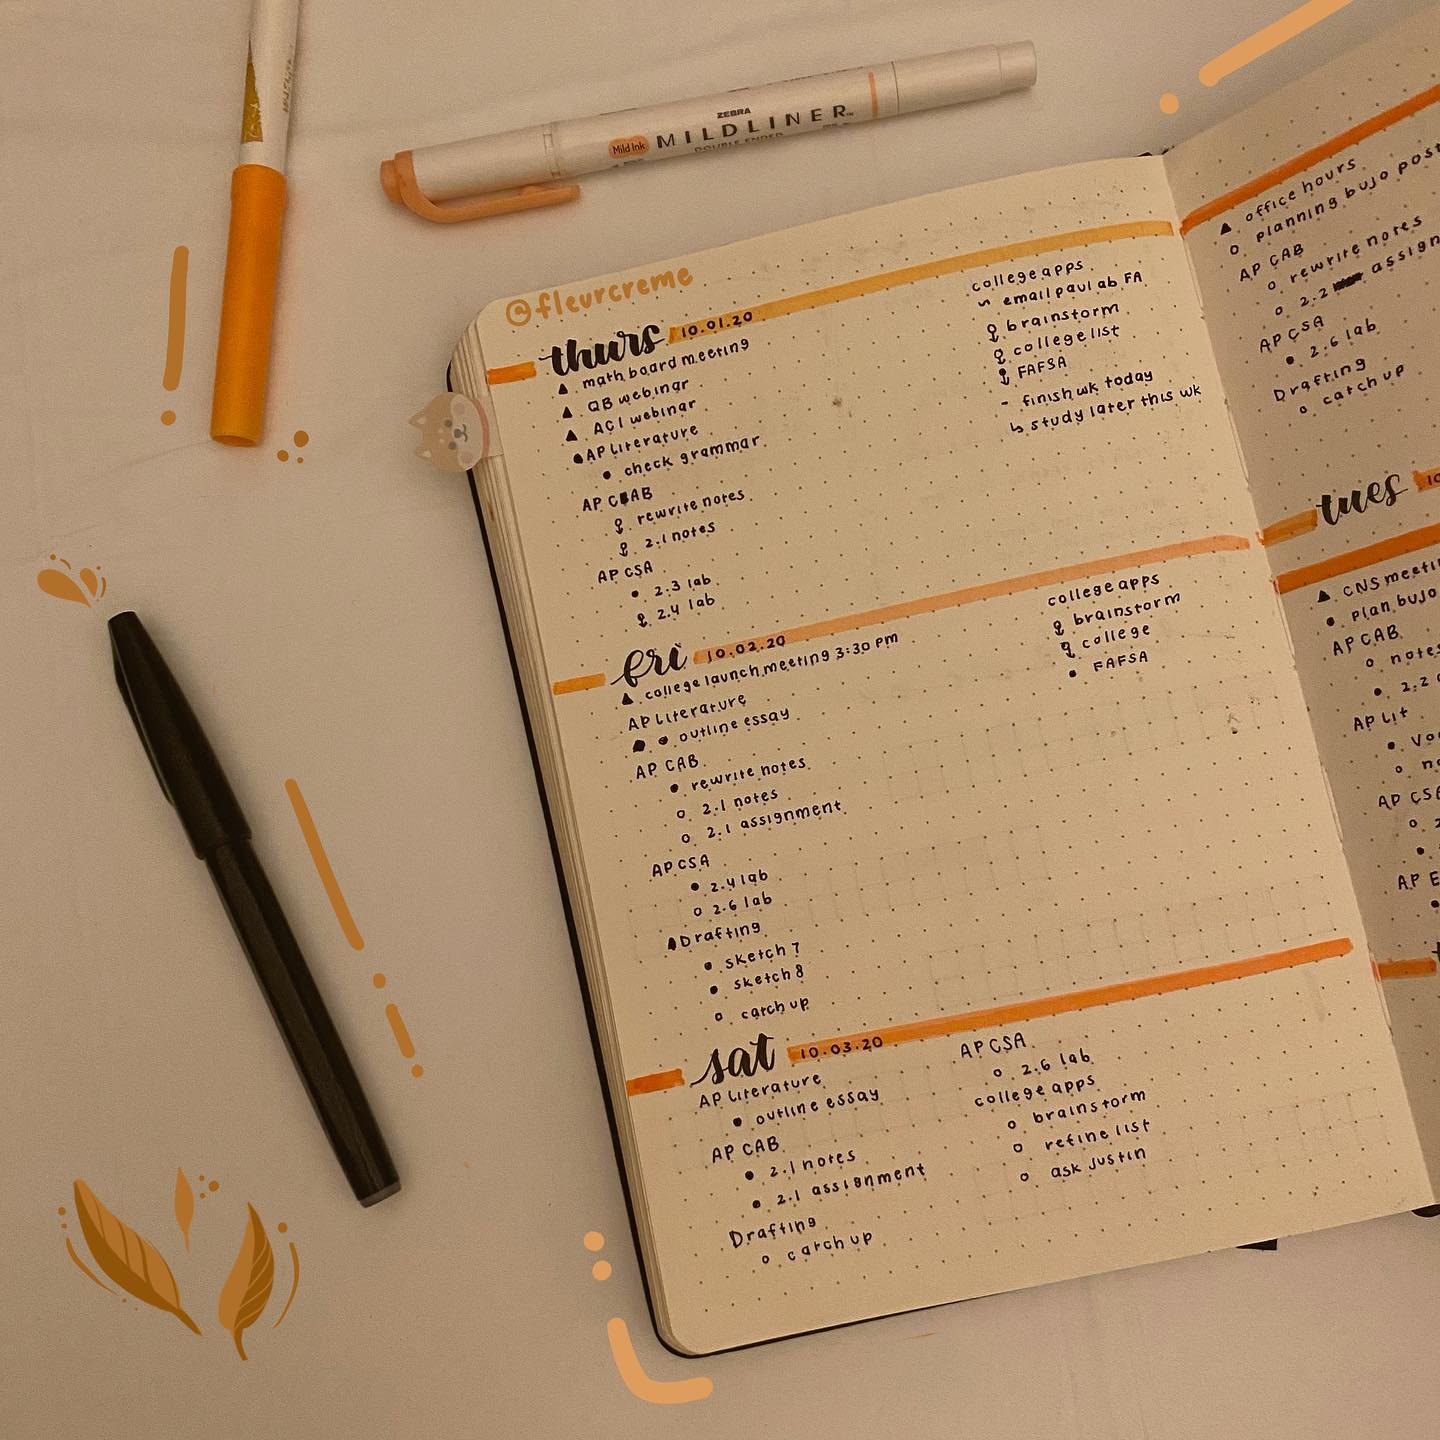 ZEBRA
Mild Ink MILDLINER
DOUBLE ENDER
@fleurcreme
thurs 10.01.20
▲ math board meeting
▲ QB webinar
▲ ACI webinar
● AP Literature
● check grammar
AP CAB
rewrite notes
2.1 notes
AP CSA
● 2.3 lab
2.4 lab
college apps
~ email paul ab FA
brainstorm
college list
FAFSA
- finish wk today
↳ study later this wk
fri 10.02.20
▲ college launch meeting 3:30 pm
AP Literature
● outline essay
AP CAB
● rewrite notes
○ 2.1 notes
○ 2.1 assignment
AP CSA
● 2.4 lab
○ 2.6 lab
Drafting
● sketch 7
● sketch 8
○ catch up
college apps
brainstorm
college
● FAFSA
sat 10.03.20
AP Literature
● outline essay
AP CAB
● 2.1 notes
● 2.1 assignment
Drafting
○ catch up
AP CSA
○ 2.6 lab
college apps
○ brainstorm
○ refine list
○ ask Justin
▲ office hours
○ planning bujo post
AP CAB
○ rewrite notes
○ 2.2 assign
AP CSA
● 2.6 lab
Drafting
○ catch up
tues 10
▲ CNS meeti
● plan bujo
AP CAB
○ notes
● 2.2
AP Lit
● Vo
○ no
AP CSA
○ 2
AP E